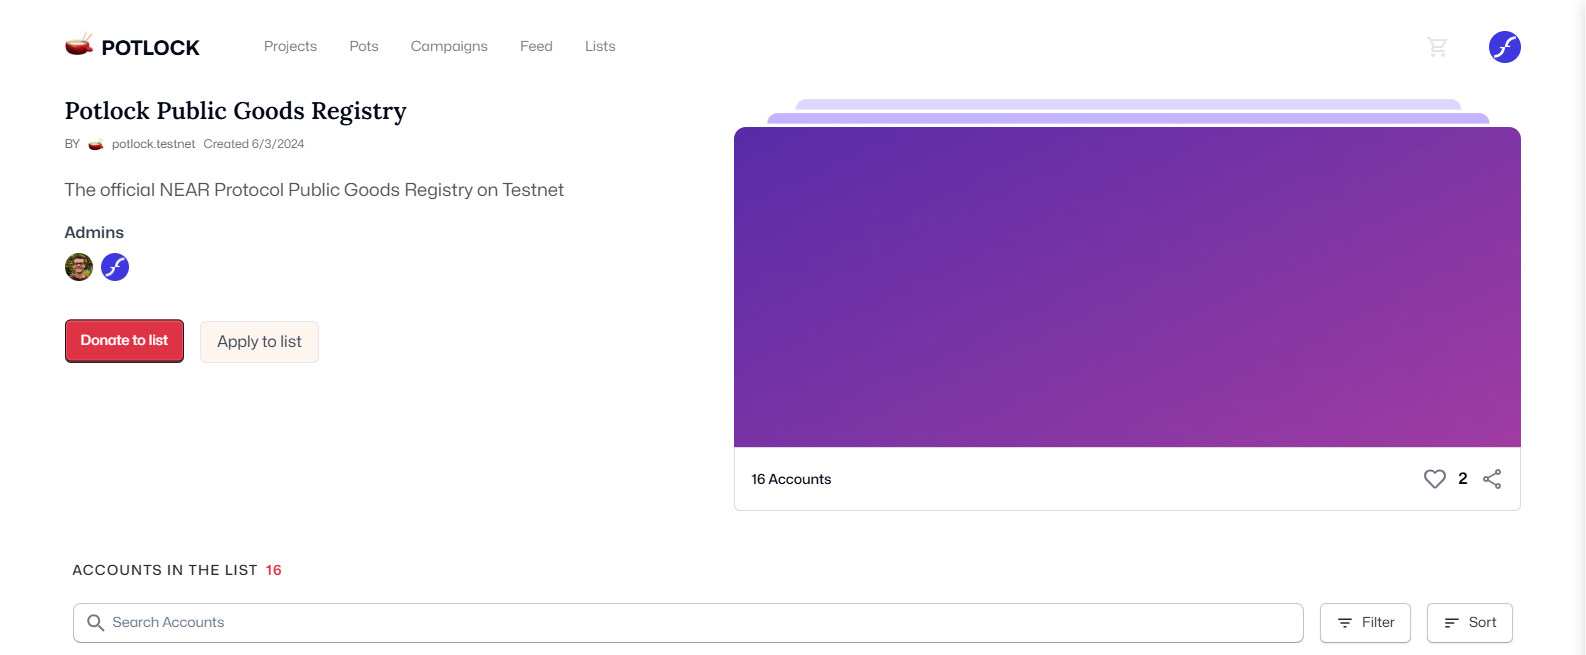 POTLOCK Projects Pots Campaigns Feed Lists
Potlock Public Goods Registry
BY potlock.testnet Created 6/3/2024
The official NEAR Protocol Public Goods Registry on Testnet
Admins
Donate to list Apply to list
16 Accounts 2
ACCOUNTS IN THE LIST 16
Search Accounts Filter Sort